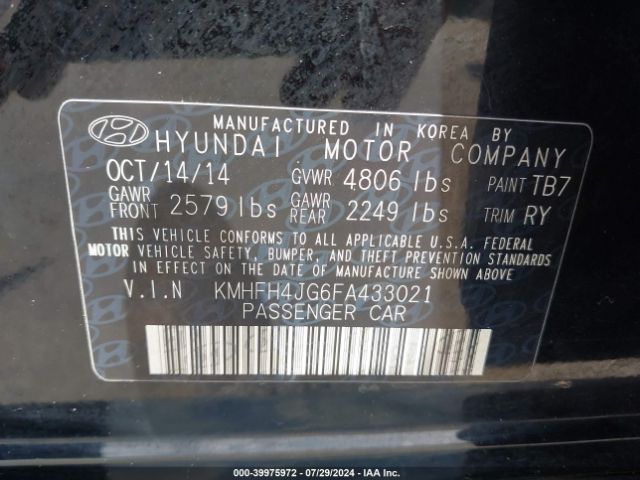 MANUFACTURED IN KOREA BY
HYUNDAI MOTOR COMPANY
OCT/14/14 GVWR 4806 lbs PAINT TB7
GAWR FRONT 2579 lbs GAWR REAR 2249 lbs TRIM RY
THIS VEHICLE CONFORMS TO ALL APPLICABLE U.S.A. FEDERAL
MOTOR VEHICLE SAFETY, BUMPER, AND THEFT PREVENTION STANDARDS
IN EFFECT ON THE DATE OF MANUFACTURE SHOWN ABOVE
V.I.N KMHFH4JG6FA433021
PASSENGER CAR
000-39975972 / 07/29/2024 - IAA Inc.